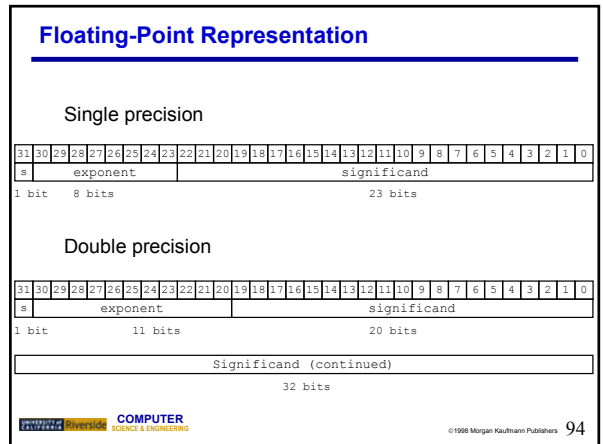 Floating-Point Representation
Single precision
31 30 29 28 27 26 25 24 23 22 21 20 19 18 17 16 15 14 13 12 11 10 9 8 7 6 5 4 3 2 1 0
s exponent significand
1 bit 8 bits 23 bits
Double precision
31 30 29 28 27 26 25 24 23 22 21 20 19 18 17 16 15 14 13 12 11 10 9 8 7 6 5 4 3 2 1 0
s exponent significand
1 bit 11 bits 20 bits
Significand (continued)
32 bits
UNIVERSITY of CALIFORNIA Riverside COMPUTER SCIENCE & ENGINEERING
©1998 Morgan Kaufmann Publishers 94